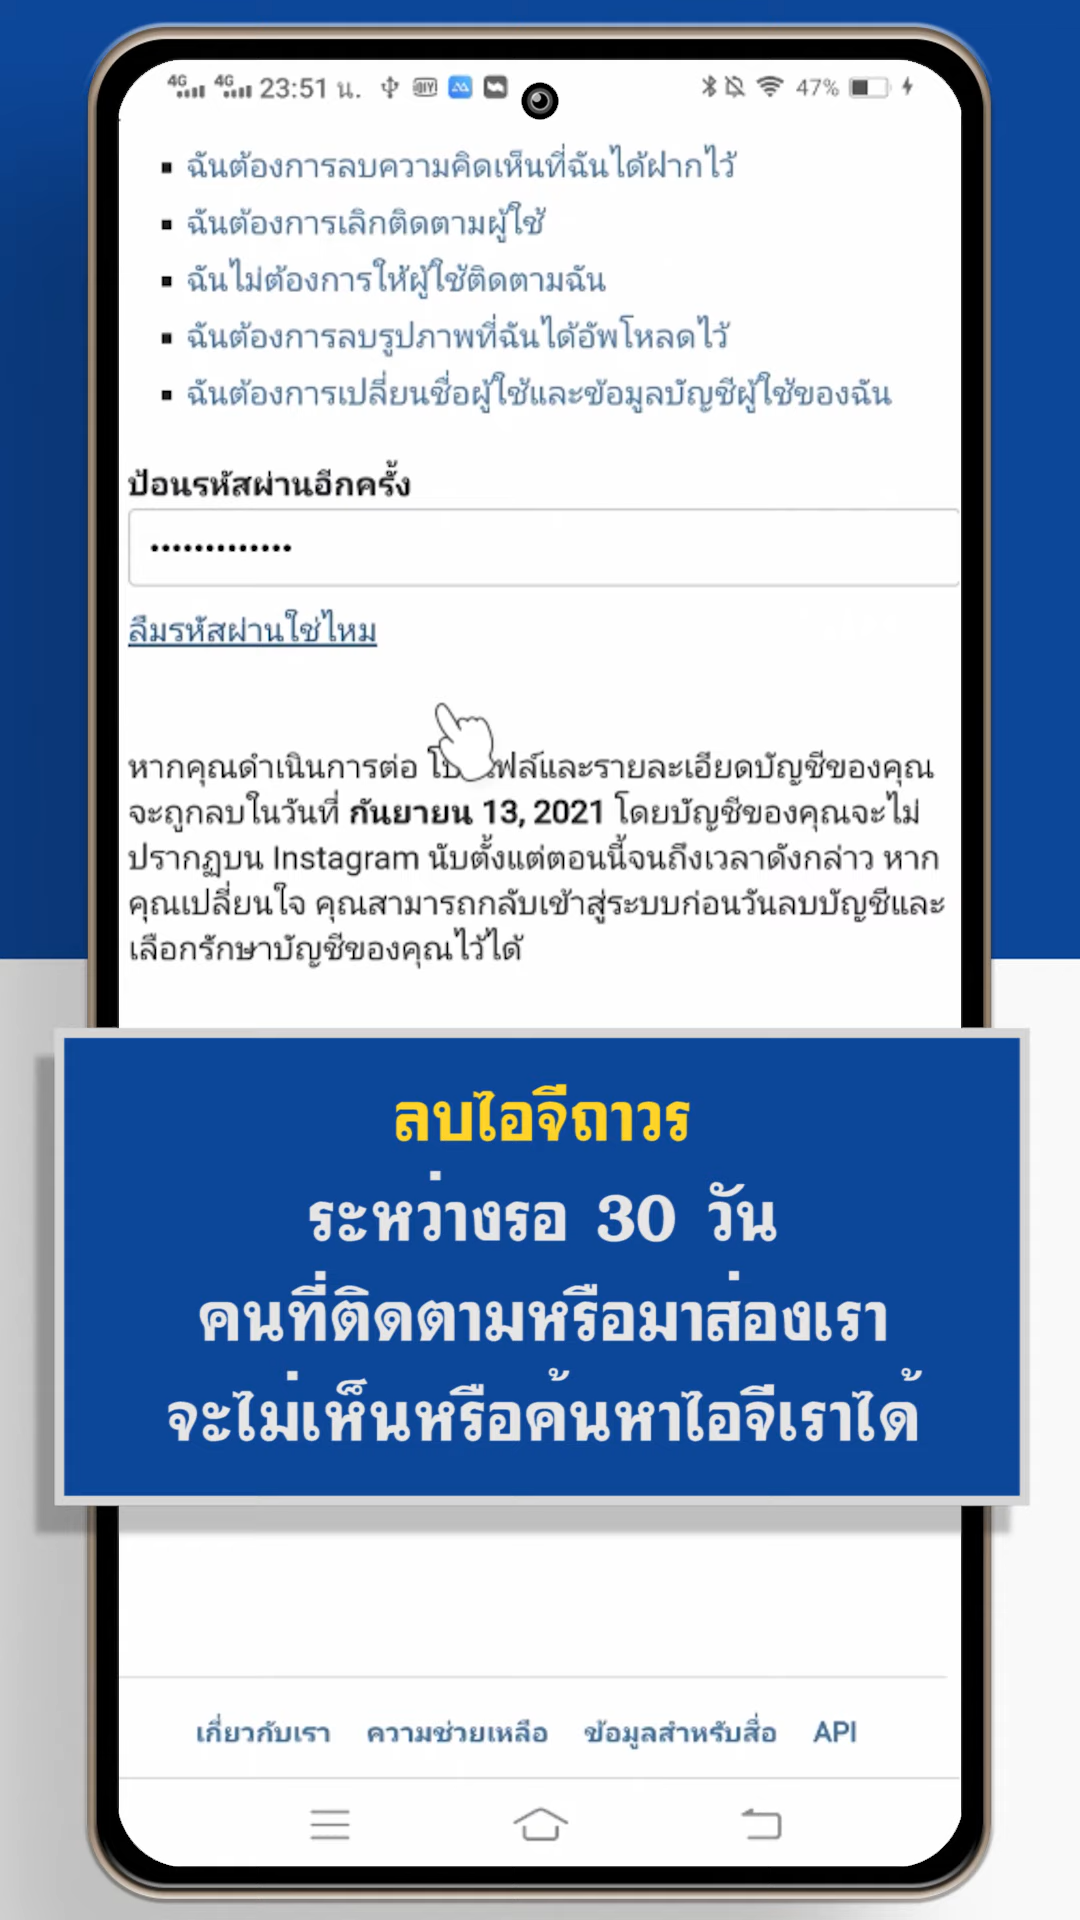 4G 4G 23:51 น. 47%
ฉันต้องการลบความคิดเห็นที่ฉันได้ฝากไว้
ฉันต้องการเลิกติดตามผู้ใช้
ฉันไม่ต้องการให้ผู้ใช้ติดตามฉัน
ฉันต้องการลบรูปภาพที่ฉันได้อัพโหลดไว้
ฉันต้องการเปลี่ยนชื่อผู้ใช้และข้อมูลบัญชีผู้ใช้ของฉัน
ป้อนรหัสผ่านอีกครั้ง
•••••••••••••
ลืมรหัสผ่านใช่ไหม
หากคุณดำเนินการต่อ โปรไฟล์และรายละเอียดบัญชีของคุณ
จะถูกลบในวันที่ กันยายน 13, 2021 โดยบัญชีของคุณจะไม่
ปรากฏบน Instagram นับตั้งแต่ตอนนี้จนถึงเวลาดังกล่าว หาก
คุณเปลี่ยนใจ คุณสามารถกลับเข้าสู่ระบบก่อนวันลบบัญชีและ
เลือกรักษาบัญชีของคุณไว้ได้
ลบไอจีถาวร
ระหว่างรอ 30 วัน
คนที่ติดตามหรือมาส่องเรา
จะไม่เห็นหรือค้นหาไอจีเราได้
เกี่ยวกับเรา ความช่วยเหลือ ข้อมูลสำหรับสื่อ API